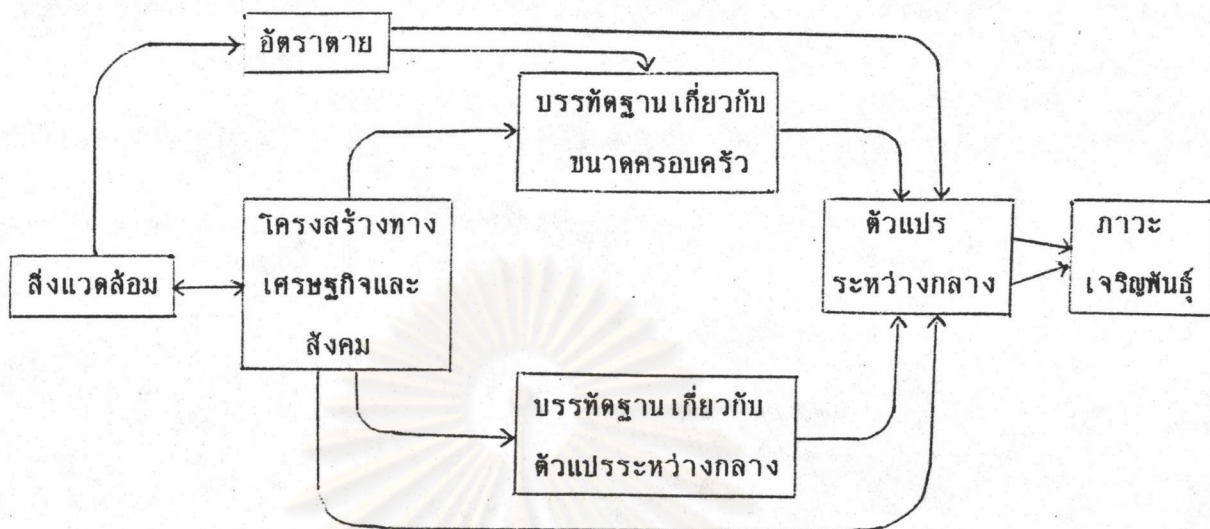 อัตราตาย
บรรทัดฐานเกี่ยวกับ
ขนาดครอบครัว
โครงสร้างทาง
เศรษฐกิจและ
สังคม
สิ่งแวดล้อม
ตัวแปร
ระหว่างกลาง
ภาวะ
เจริญพันธุ์
บรรทัดฐานเกี่ยวกับ
ตัวแปรระหว่างกลาง